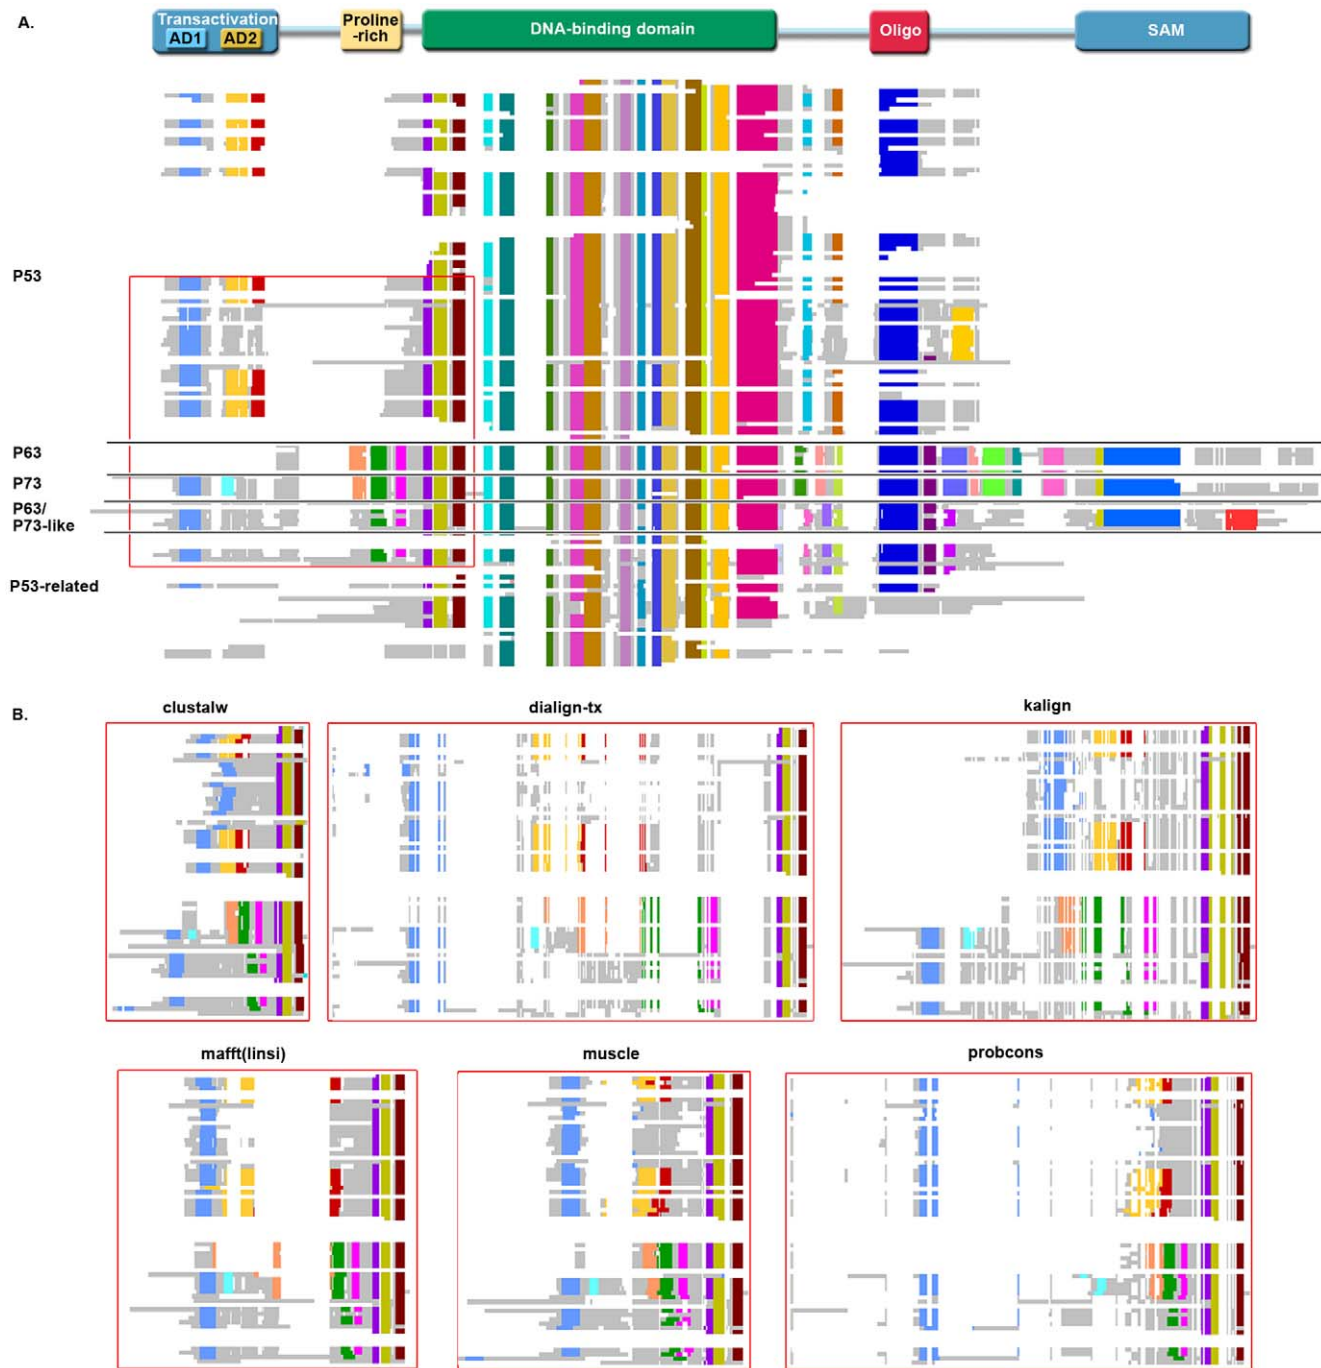 A.
Transactivation
AD1 AD2
Proline
-rich
DNA-binding domain
Oligo
SAM
P53
P63
P73
P63/
P73-like
P53-related
B.
clustalw
dialign-tx
kalign
mafft(linsi)
muscle
probcons